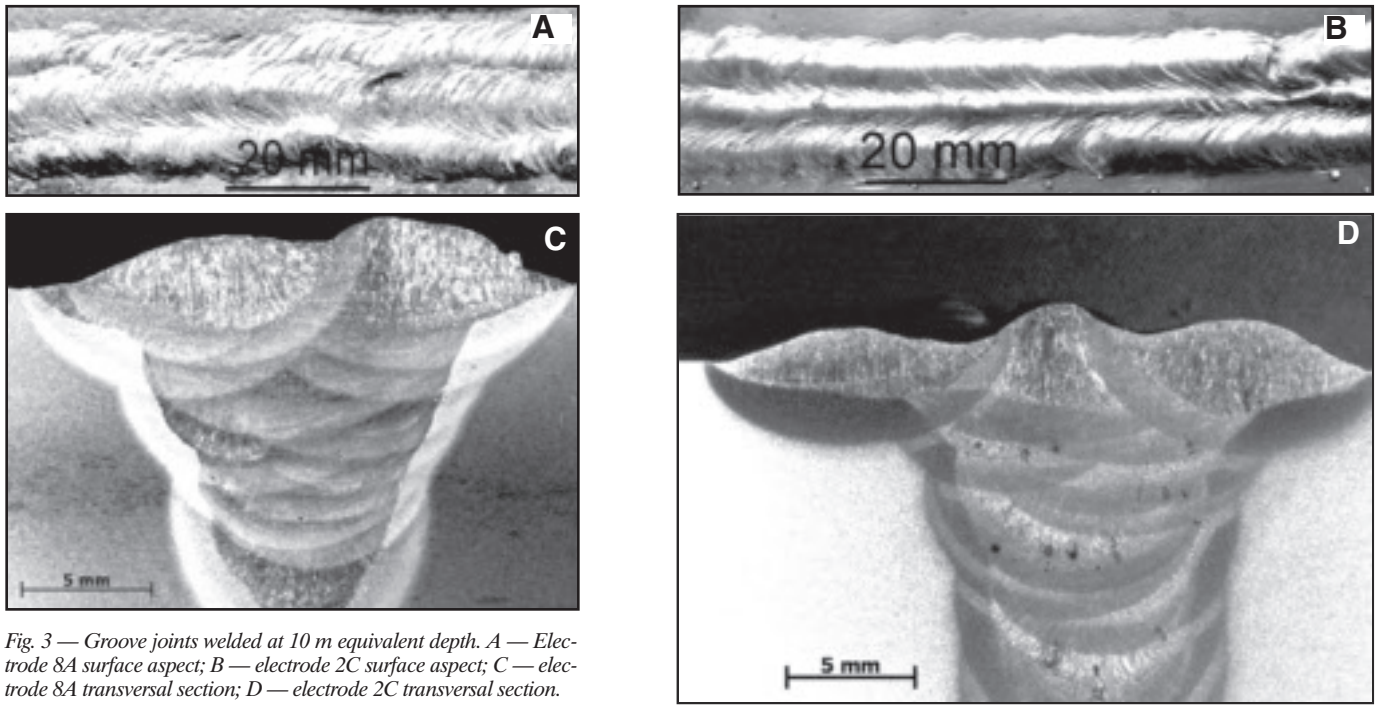 A
20 mm
B
20 mm
C
5 mm
D
5 mm
Fig. 3 — Groove joints welded at 10 m equivalent depth. A — Elec-
trode 8A surface aspect; B — electrode 2C surface aspect; C — elec-
trode 8A transversal section; D — electrode 2C transversal section.